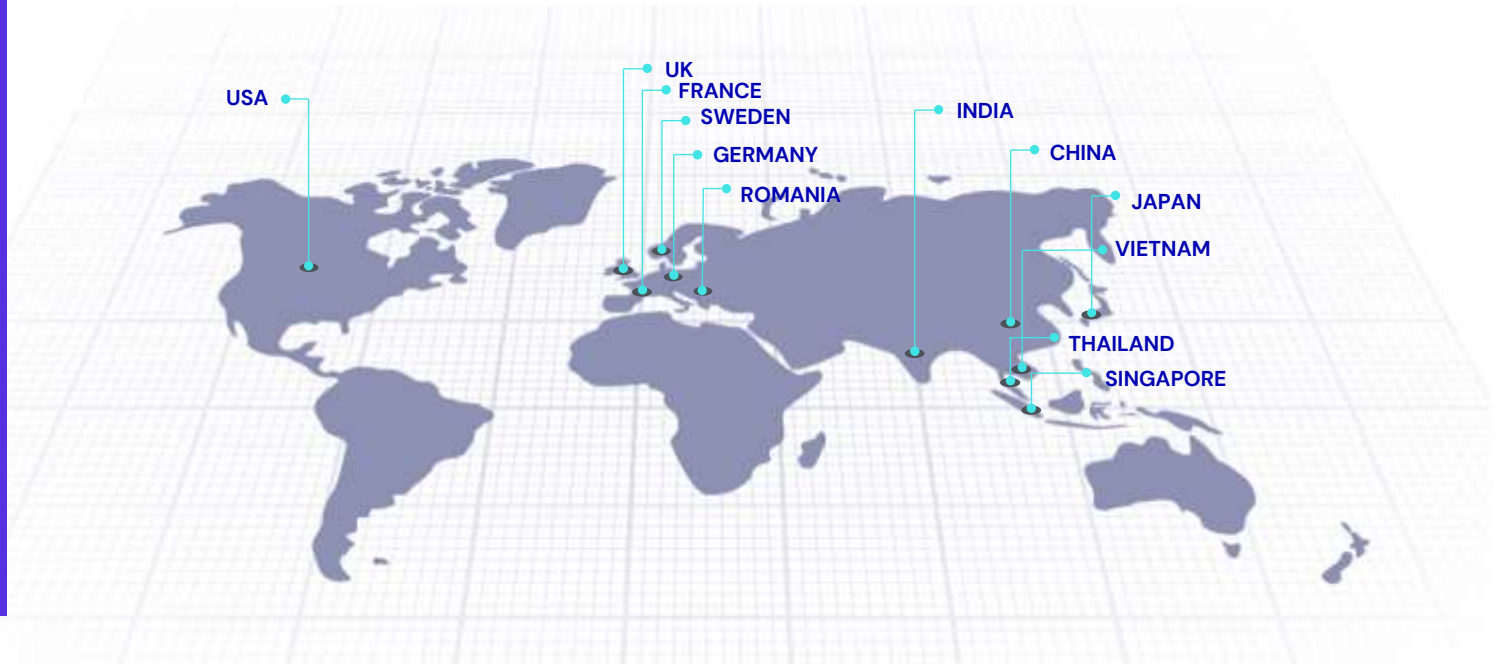 UK
FRANCE
USA
SWEDEN
INDIA
GERMANY
CHINA
ROMANIA
JAPAN
VIETNAM
THAILAND
SINGAPORE